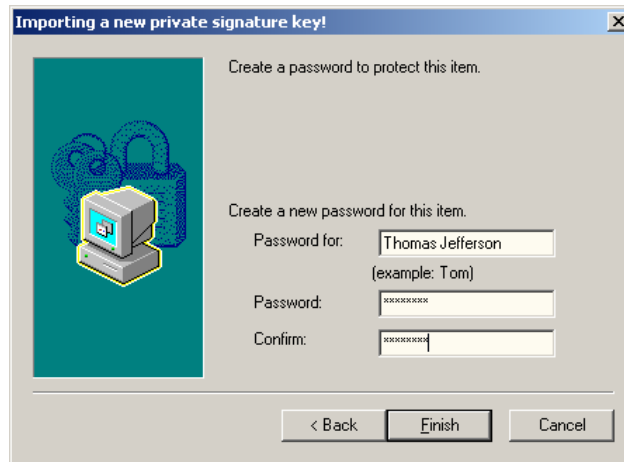 Importing a new private signature key!
Create a password to protect this item.
Create a new password for this item.
Password for: Thomas Jefferson
(example: Tom)
Password: ********
Confirm: ********
< Back Finish Cancel